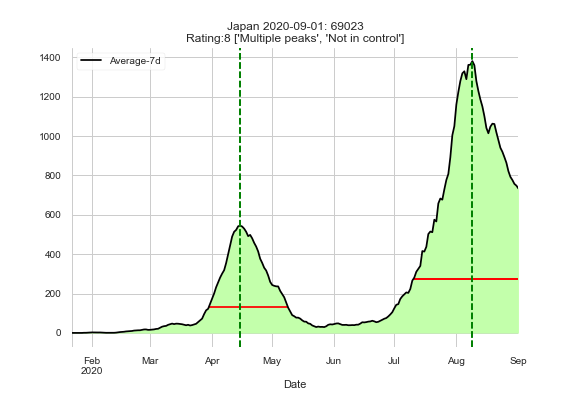 Japan 2020-09-01: 69023
Rating:8 ['Multiple peaks', 'Not in control']
Average-7d
1400
1200
1000
800
600
400
200
0
Feb Mar Apr May Jun Jul Aug Sep
2020
Date